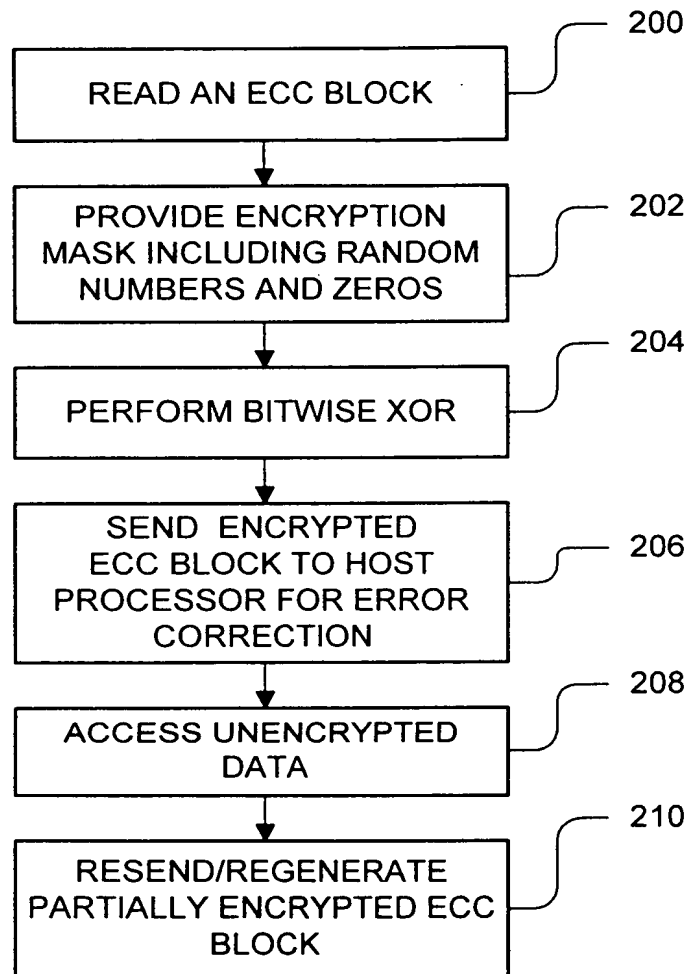 200
READ AN ECC BLOCK
202
PROVIDE ENCRYPTION
MASK INCLUDING RANDOM
NUMBERS AND ZEROS
204
PERFORM BITWISE XOR
SEND ENCRYPTED
ECC BLOCK TO HOST
PROCESSOR FOR ERROR
CORRECTION
206
208
ACCESS UNENCRYPTED
DATA
210
RESEND/REGENERATE
PARTIALLY ENCRYPTED ECC
BLOCK